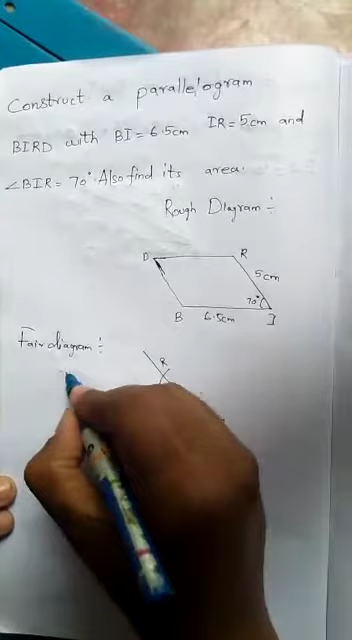 Construct a parallelogram
BIRD with BI = 6.5cm IR = 5cm and
∠BIR = 70°. Also find its area.
Rough Diagram ÷
D R
5cm
70°
B 6.5cm I
Fair diagram ÷
R